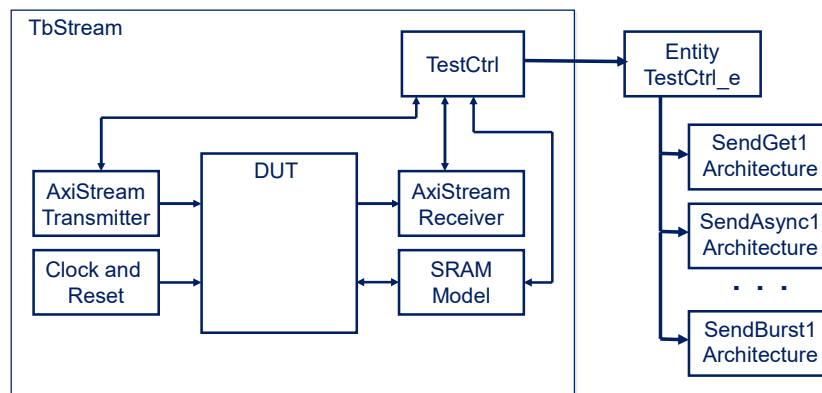 TbStream
TestCtrl
Entity
TestCtrl_e
SendGet1
Architecture
DUT
AxiStream
Transmitter
AxiStream
Receiver
SendAsync1
Architecture
Clock and
Reset
SRAM
Model
. . .
SendBurst1
Architecture